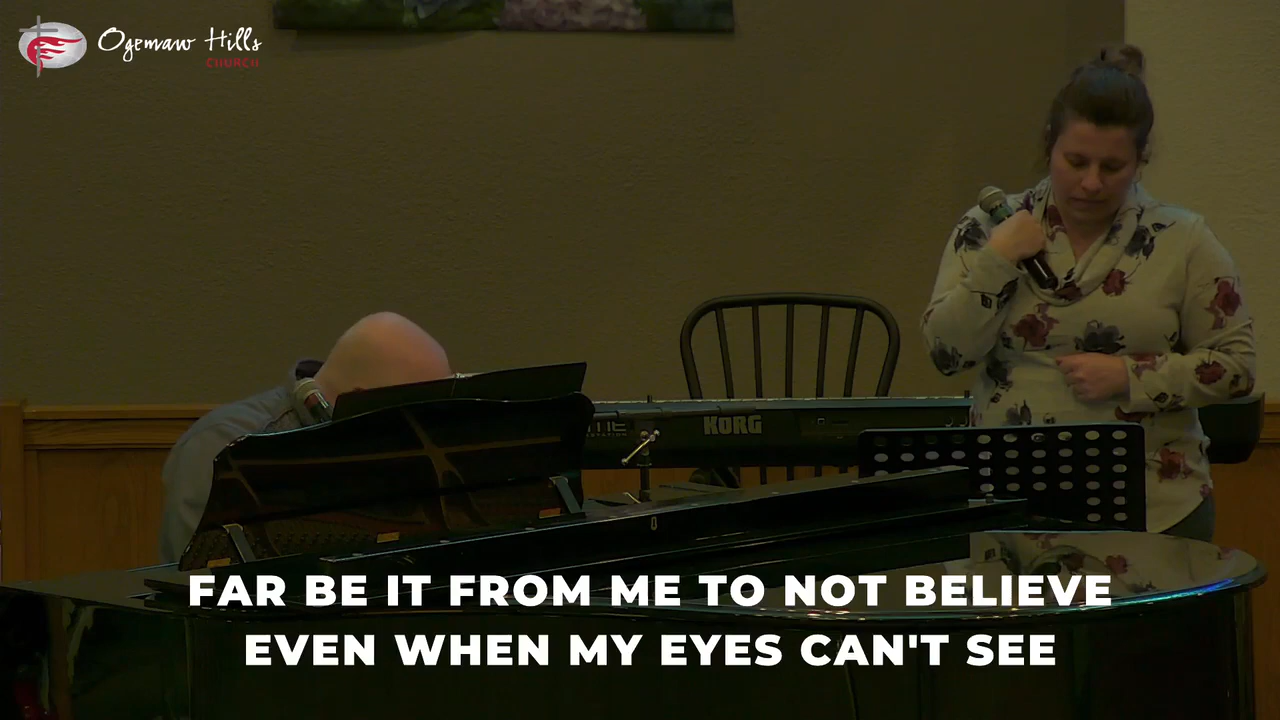 Ogemaw Hills
CHURCH
KORG
FAR BE IT FROM ME TO NOT BELIEVE
EVEN WHEN MY EYES CAN'T SEE